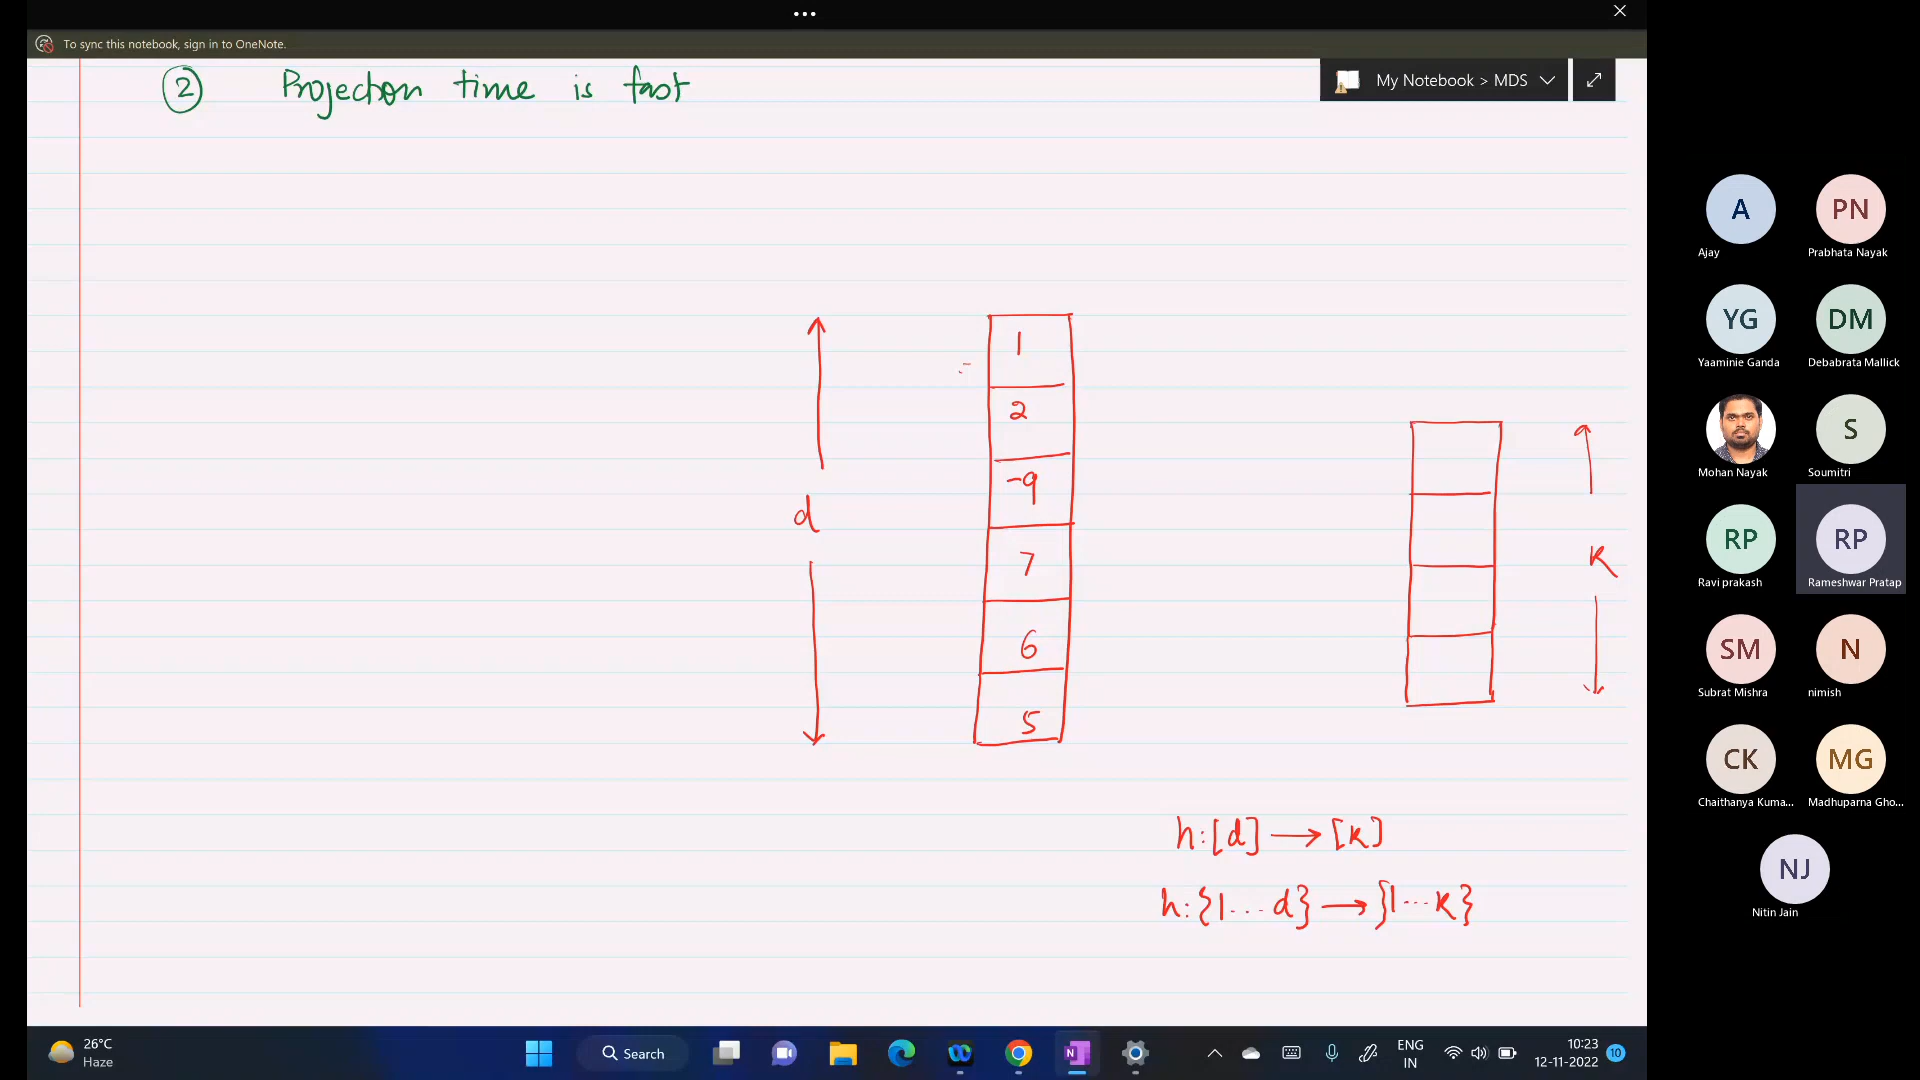 To sync this notebook, sign in to OneNote.
② Projection time is fast
My Notebook > MDS
1
2
-9
7
6
5
d
K
h:[d] → [K]
h:{1...d} → {1...K}
A
Ajay
PN
Prabhata Nayak
YG
Yaaminie Ganda
DM
Debabrata Mallick
Mohan Nayak
S
Soumitri
RP
Ravi prakash
RP
Rameshwar Pratap
SM
Subrat Mishra
N
nimish
CK
Chaithanya Kuma...
MG
Madhuparna Gho...
NJ
Nitin Jain
26°C
Haze
Search
N
ENG
IN
10:23
12-11-2022
10